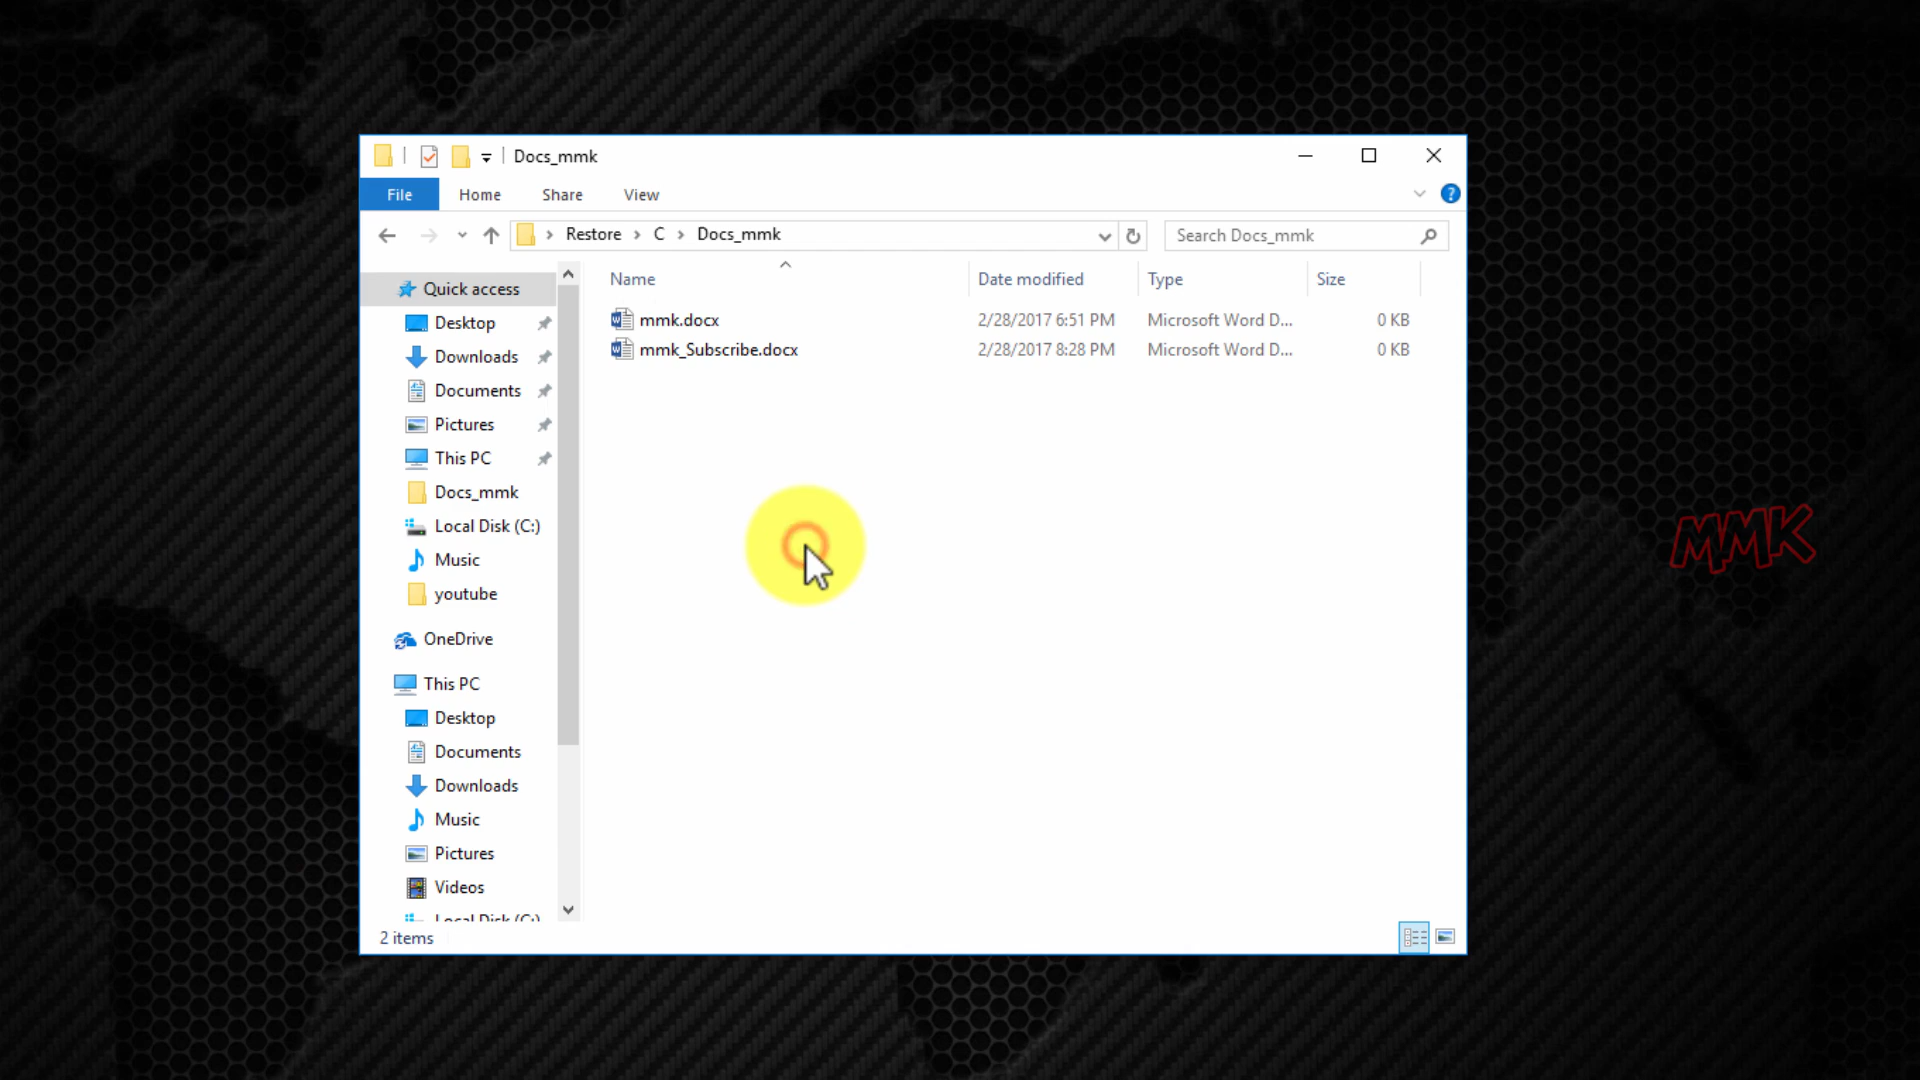 Docs_mmk
File Home Share View
Restore C Docs_mmk Search Docs_mmk
Name Date modified Type Size
mmk.docx 2/28/2017 6:51 PM Microsoft Word D... 0 KB
mmk_Subscribe.docx 2/28/2017 8:28 PM Microsoft Word D... 0 KB
Quick access
Desktop
Downloads
Documents
Pictures
This PC
Docs_mmk
Local Disk (C:)
Music
youtube
OneDrive
This PC
Desktop
Documents
Downloads
Music
Pictures
Videos
Local Disk (C:)
2 items
MMK